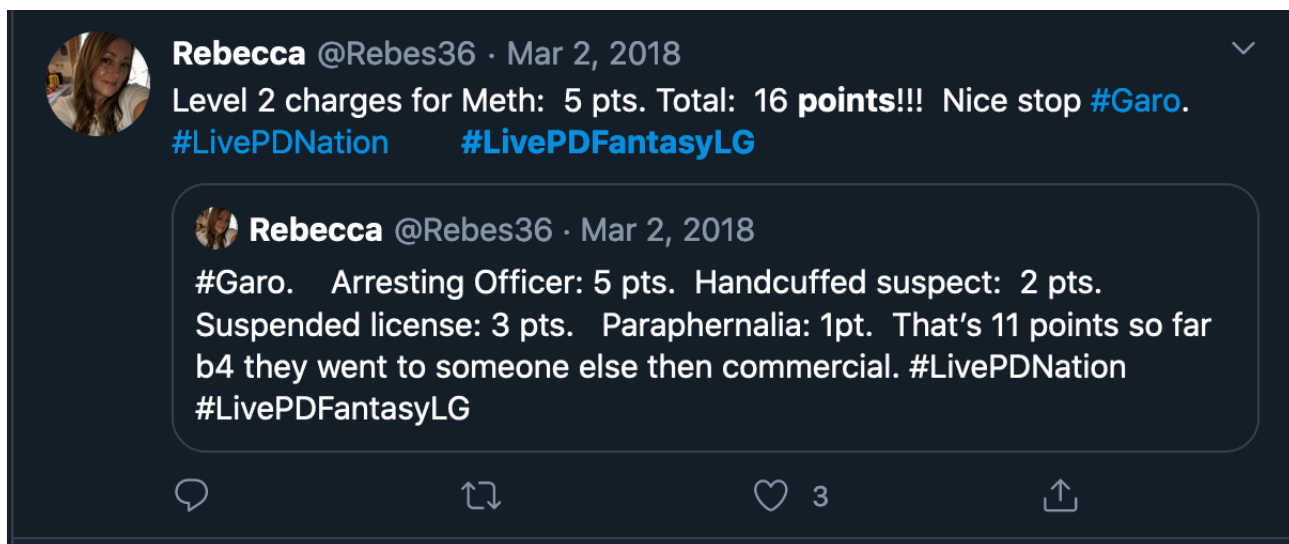 Rebecca @Rebes36 · Mar 2, 2018
Level 2 charges for Meth:  5 pts. Total:  16 points!!!  Nice stop #Garo.
#LivePDNation #LivePDFantasyLG
Rebecca @Rebes36 · Mar 2, 2018
#Garo.    Arresting Officer: 5 pts.  Handcuffed suspect:  2 pts.
Suspended license: 3 pts.   Paraphernalia: 1pt.  That’s 11 points so far
b4 they went to someone else then commercial. #LivePDNation
#LivePDFantasyLG
3